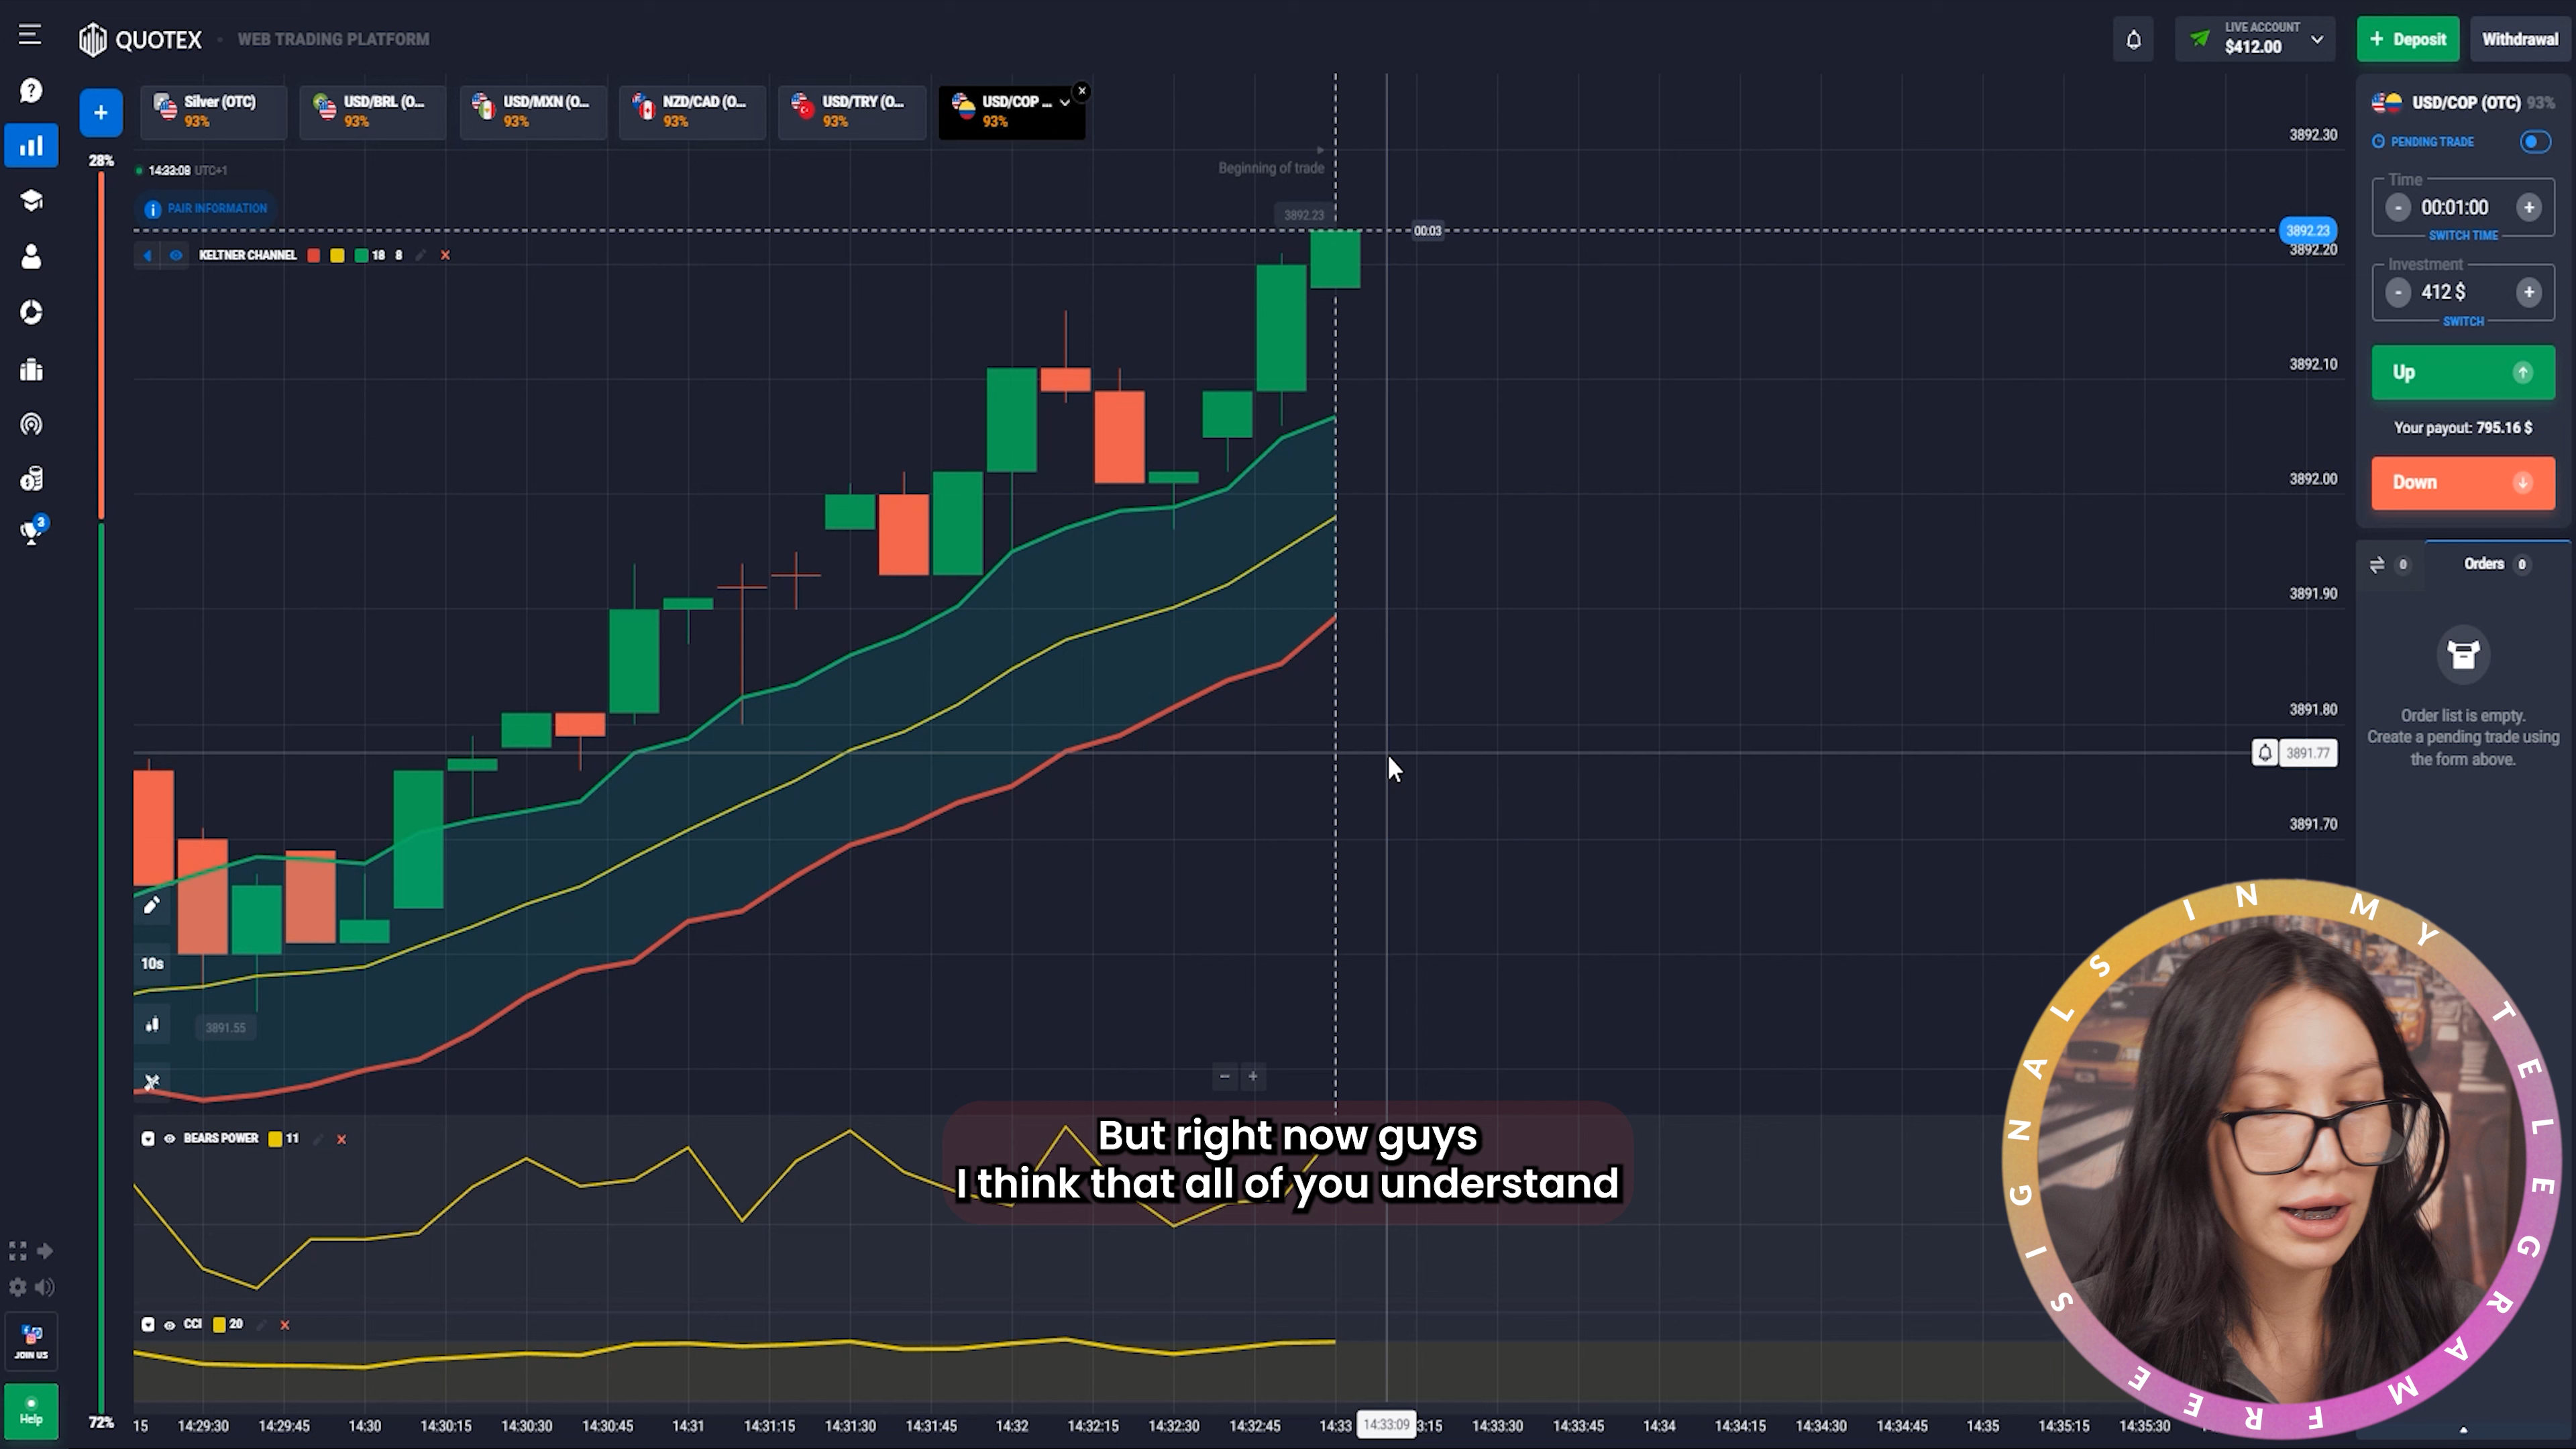 QUOTEX
WEB TRADING PLATFORM
LIVE ACCOUNT
$412.00
+ Deposit
Withdrawal
Silver (OTC)
93%
USD/BRL (O...
93%
USD/MXN (O...
93%
NZD/CAD (O...
93%
USD/TRY (O...
93%
USD/COP ...
93%
USD/COP (OTC) 93%
PENDING TRADE
Time
- 00:01:00 +
SWITCH TIME
Investment
- 412 $ +
SWITCH
Up
Your payout: 795.16 $
Down
0
Orders 0
Order list is empty.
Create a pending trade using
the form above.
28%
14:33:08 UTC+1
PAIR INFORMATION
KELTNER CHANNEL 18 8
Beginning of trade
3892.23
00:03
3892.30
3892.23
3892.20
3892.10
3892.00
3891.90
3891.80
3891.77
3891.70
3
3891.55
10s
BEARS POWER 11
But right now guys
I think that all of you understand
CCI 20
JOIN US
Help
72%
15 14:29:30 14:29:45 14:30 14:30:15 14:30:30 14:30:45 14:31 14:31:15 14:31:30 14:31:45 14:32 14:32:15 14:32:30 14:32:45 14:33 14:33:09 3:15 14:33:30 14:33:45 14:34 14:34:15 14:34:30 14:34:45 14:35 14:35:15 14:35:30
SIGNALS IN MY TELEGRAM FREE